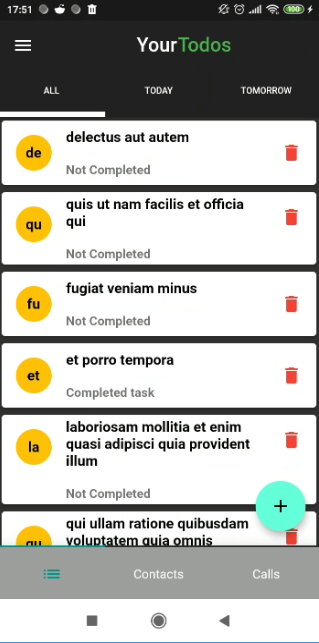 17:51
100
YourTodos
ALL TODAY TOMORROW
de delectus aut autem
Not Completed
qu quis ut nam facilis et officia
qui
Not Completed
fu fugiat veniam minus
Not Completed
et et porro tempora
Completed task
la laboriosam mollitia et enim
quasi adipisci quia provident
illum
Not Completed
qu qui ullam ratione quibusdam
voluptatem quia omnis
+
Contacts Calls